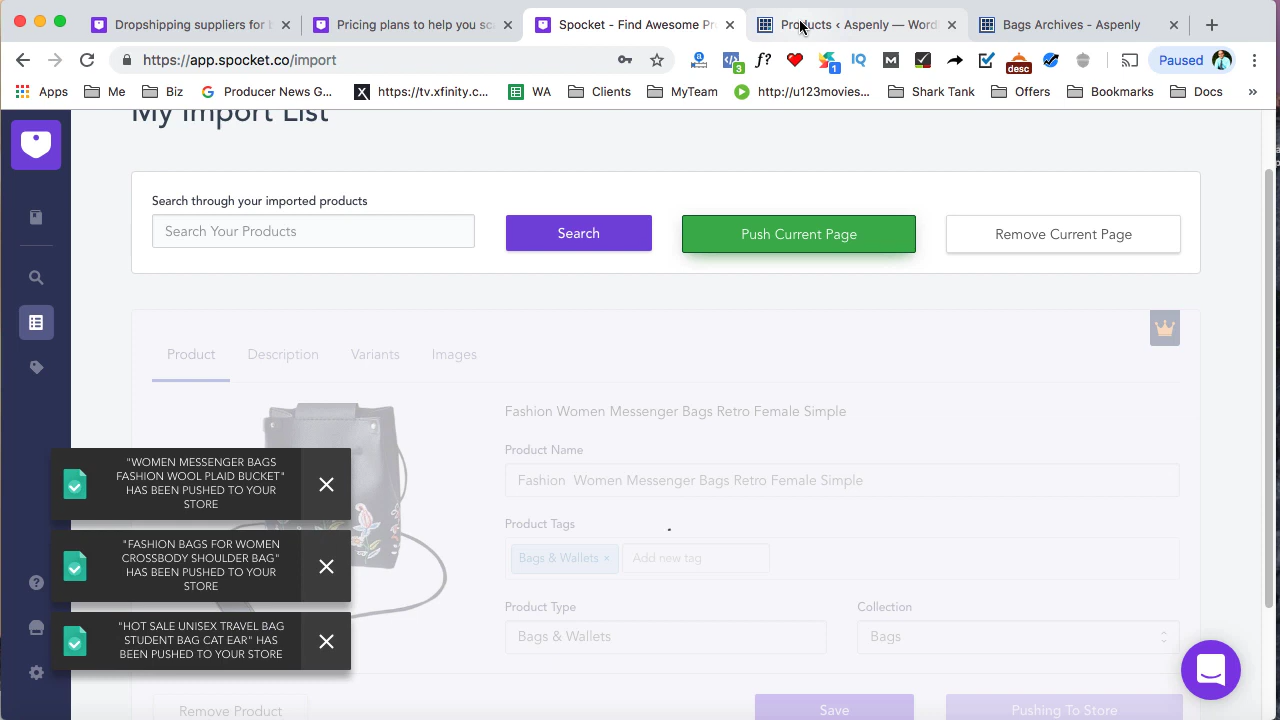 Dropshipping suppliers for b
Pricing plans to help you sc
Spocket - Find Awesome Pr
Products ‹ Aspenly — Word
Bags Archives - Aspenly
https://app.spocket.co/import
3
f?
1
IQ
M
desc
Paused
Apps
Me
Biz
Producer News G...
X
https://tv.xfinity.c...
WA
Clients
MyTeam
http://u123movies...
Shark Tank
Offers
Bookmarks
Docs
»
My Import List
Search through your imported products
Search Your Products
Search
Push Current Page
Remove Current Page
Product
Description
Variants
Images
Fashion Women Messenger Bags Retro Female Simple
Product Name
Fashion Women Messenger Bags Retro Female Simple
Product Tags
Bags & Wallets ×
Add new tag
Product Type
Collection
Bags & Wallets
Bags
Remove Product
Save
Pushing To Store
"WOMEN MESSENGER BAGS
FASHION WOOL PLAID BUCKET"
HAS BEEN PUSHED TO YOUR
STORE
"FASHION BAGS FOR WOMEN
CROSSBODY SHOULDER BAG"
HAS BEEN PUSHED TO YOUR
STORE
"HOT SALE UNISEX TRAVEL BAG
STUDENT BAG CAT EAR" HAS
BEEN PUSHED TO YOUR STORE